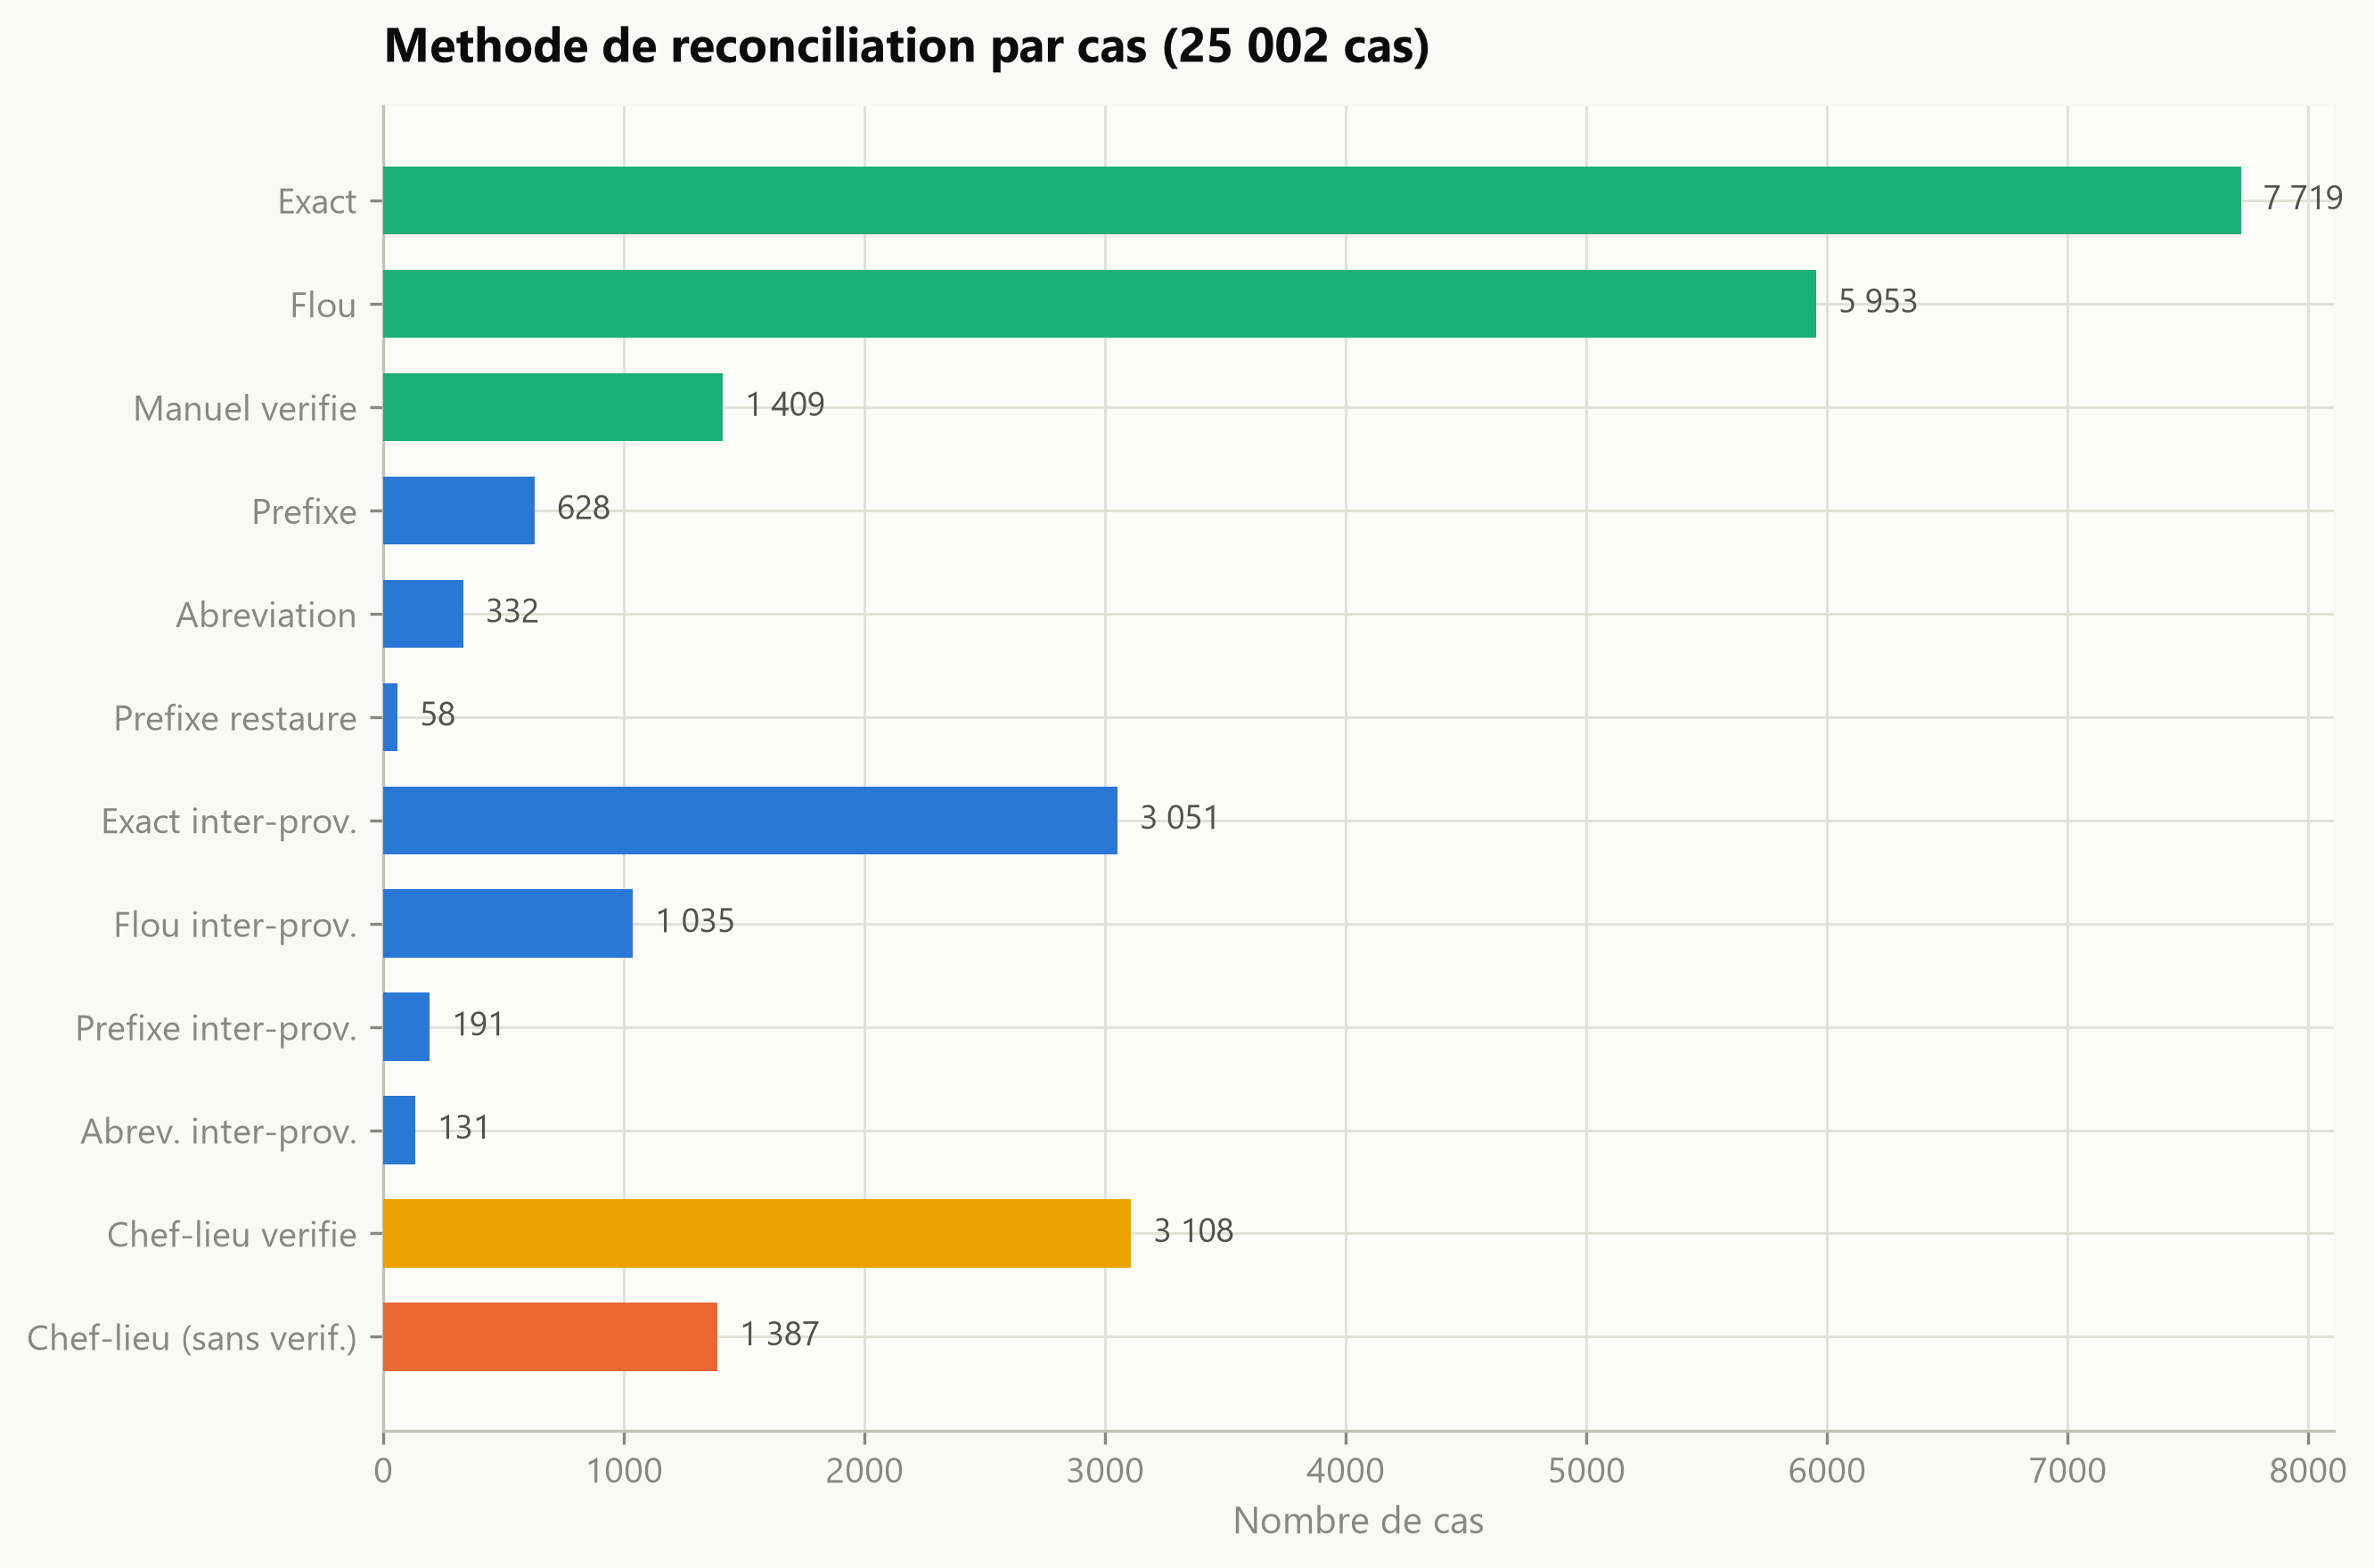 Methode de reconciliation par cas (25 002 cas)
Exact 7 719
Flou 5 953
Manuel verifie 1 409
Prefixe 628
Abreviation 332
Prefixe restaure 58
Exact inter-prov. 3 051
Flou inter-prov. 1 035
Prefixe inter-prov. 191
Abrev. inter-prov. 131
Chef-lieu verifie 3 108
Chef-lieu (sans verif.) 1 387
0 1000 2000 3000 4000 5000 6000 7000 8000
Nombre de cas